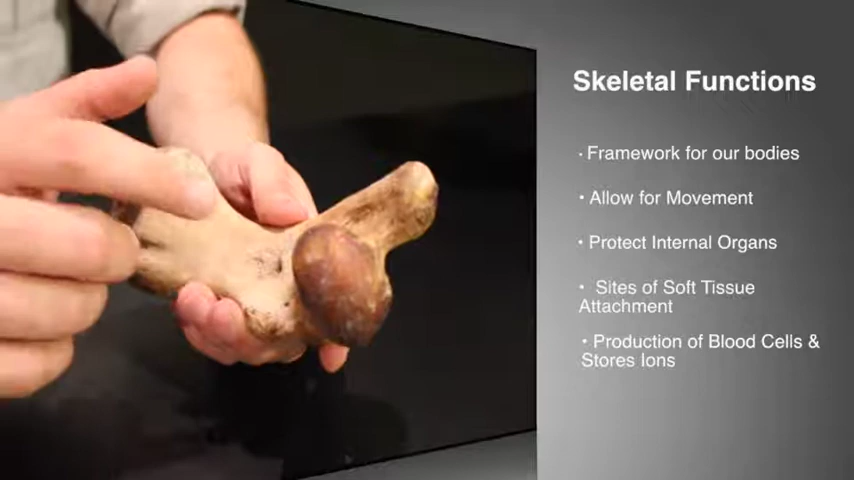 Skeletal Functions
· Framework for our bodies
• Allow for Movement
• Protect Internal Organs
• Sites of Soft Tissue
Attachment
• Production of Blood Cells &
Stores Ions